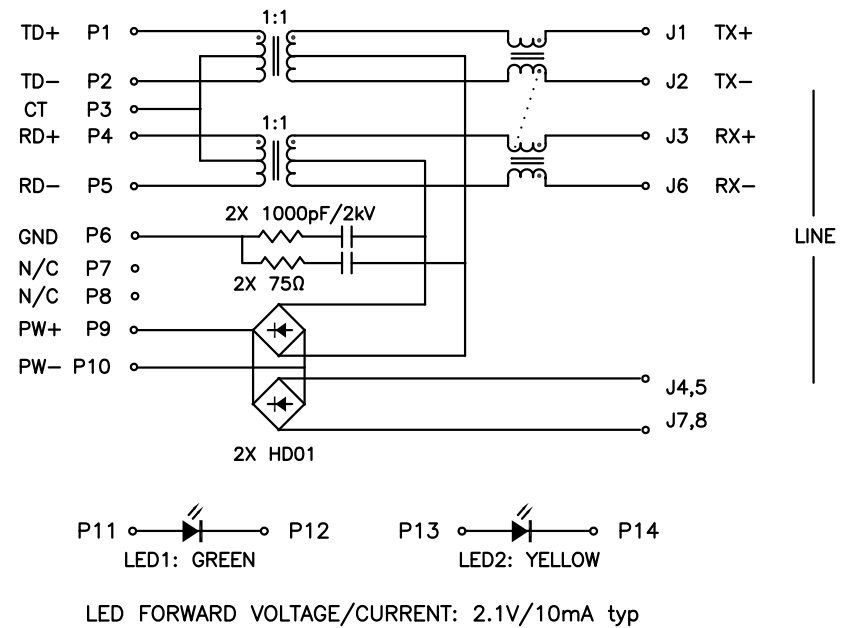 1:1
TD+ P1 J1 TX+
TD- P2 J2 TX-
CT P3
1:1
RD+ P4 J3 RX+
RD- P5 J6 RX-
2X 1000pF/2kV
GND P6 LINE
N/C P7
2X 75Ω
N/C P8
PW+ P9
PW- P10
J4,5
J7,8
2X HD01
P11 P12 P13 P14
LED1: GREEN LED2: YELLOW
LED FORWARD VOLTAGE/CURRENT: 2.1V/10mA typ